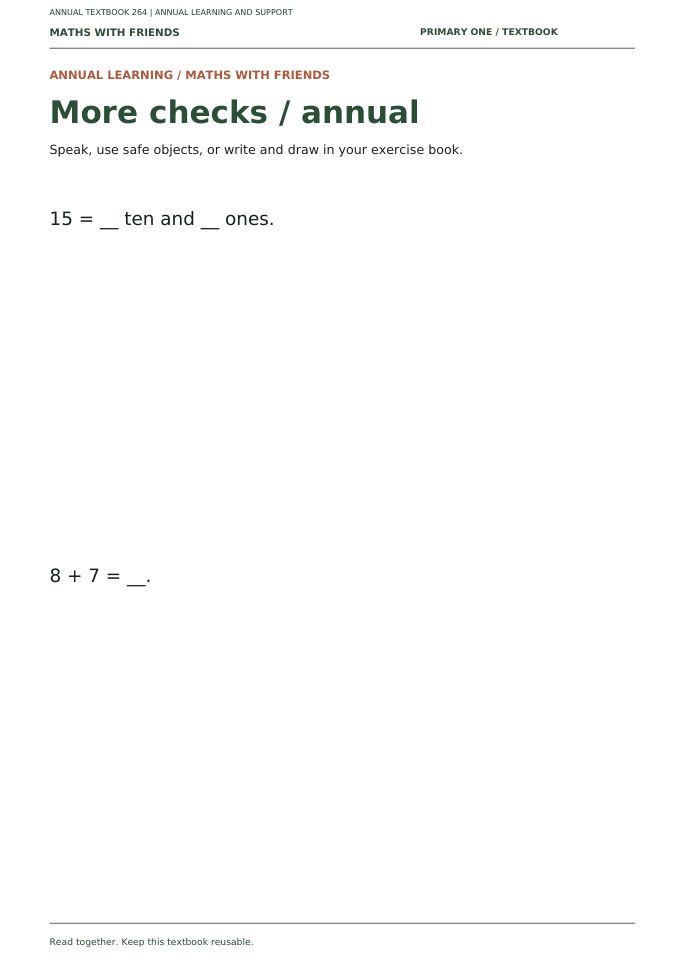 ANNUAL TEXTBOOK 264 | ANNUAL LEARNING AND SUPPORT
MATHS WITH FRIENDS
PRIMARY ONE / TEXTBOOK
ANNUAL LEARNING / MATHS WITH FRIENDS
More checks / annual
Speak, use safe objects, or write and draw in your exercise book.
15 = __ ten and __ ones.
8 + 7 = __.
Read together. Keep this textbook reusable.